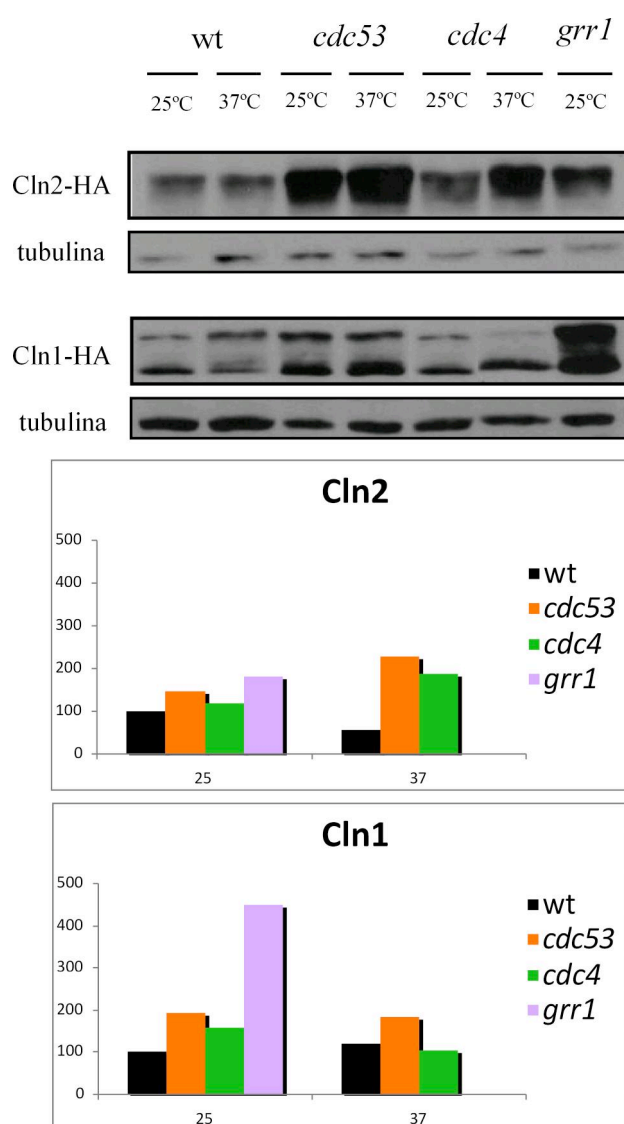 wt cdc53 cdc4 grr1
25ºC 37ºC 25ºC 37ºC 25ºC 37ºC 25ºC
Cln2-HA
tubulina
Cln1-HA
tubulina
Cln2
500
400
300
200
100
0
25 37
wt
cdc53
cdc4
grr1
Cln1
500
400
300
200
100
0
25 37
wt
cdc53
cdc4
grr1